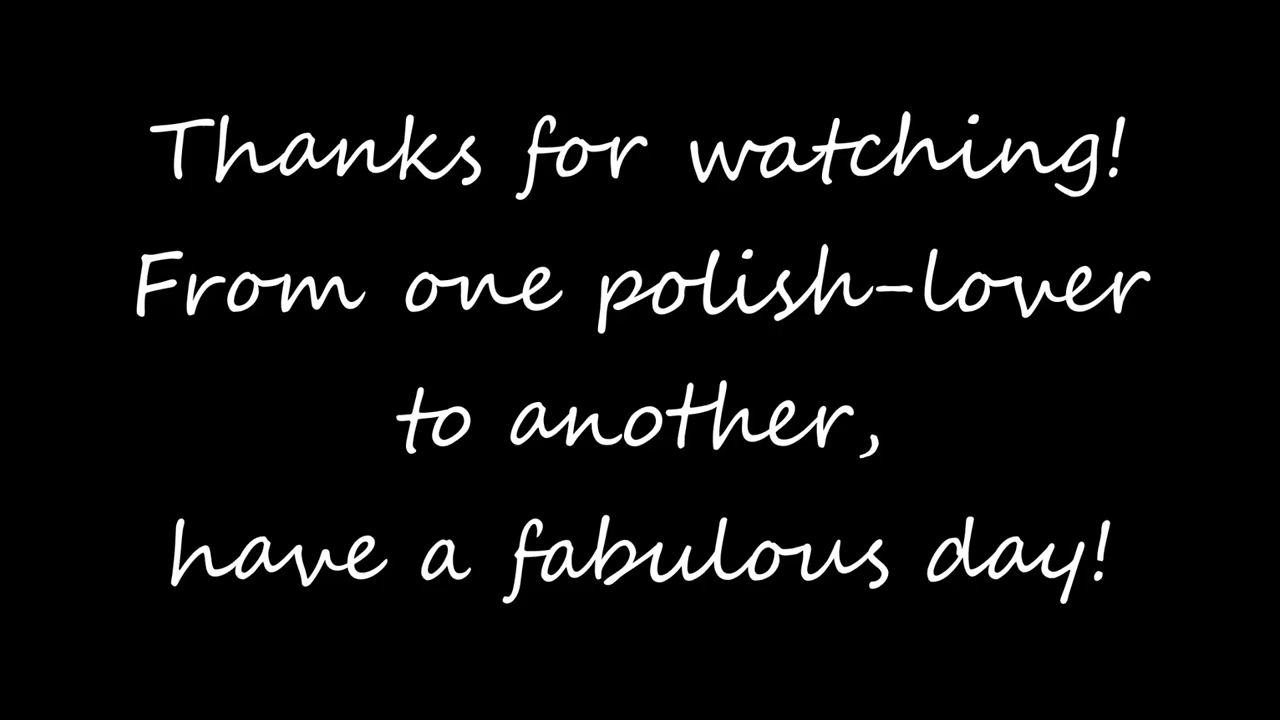 Thanks for watching!
From one polish-lover
to another,
have a fabulous day!